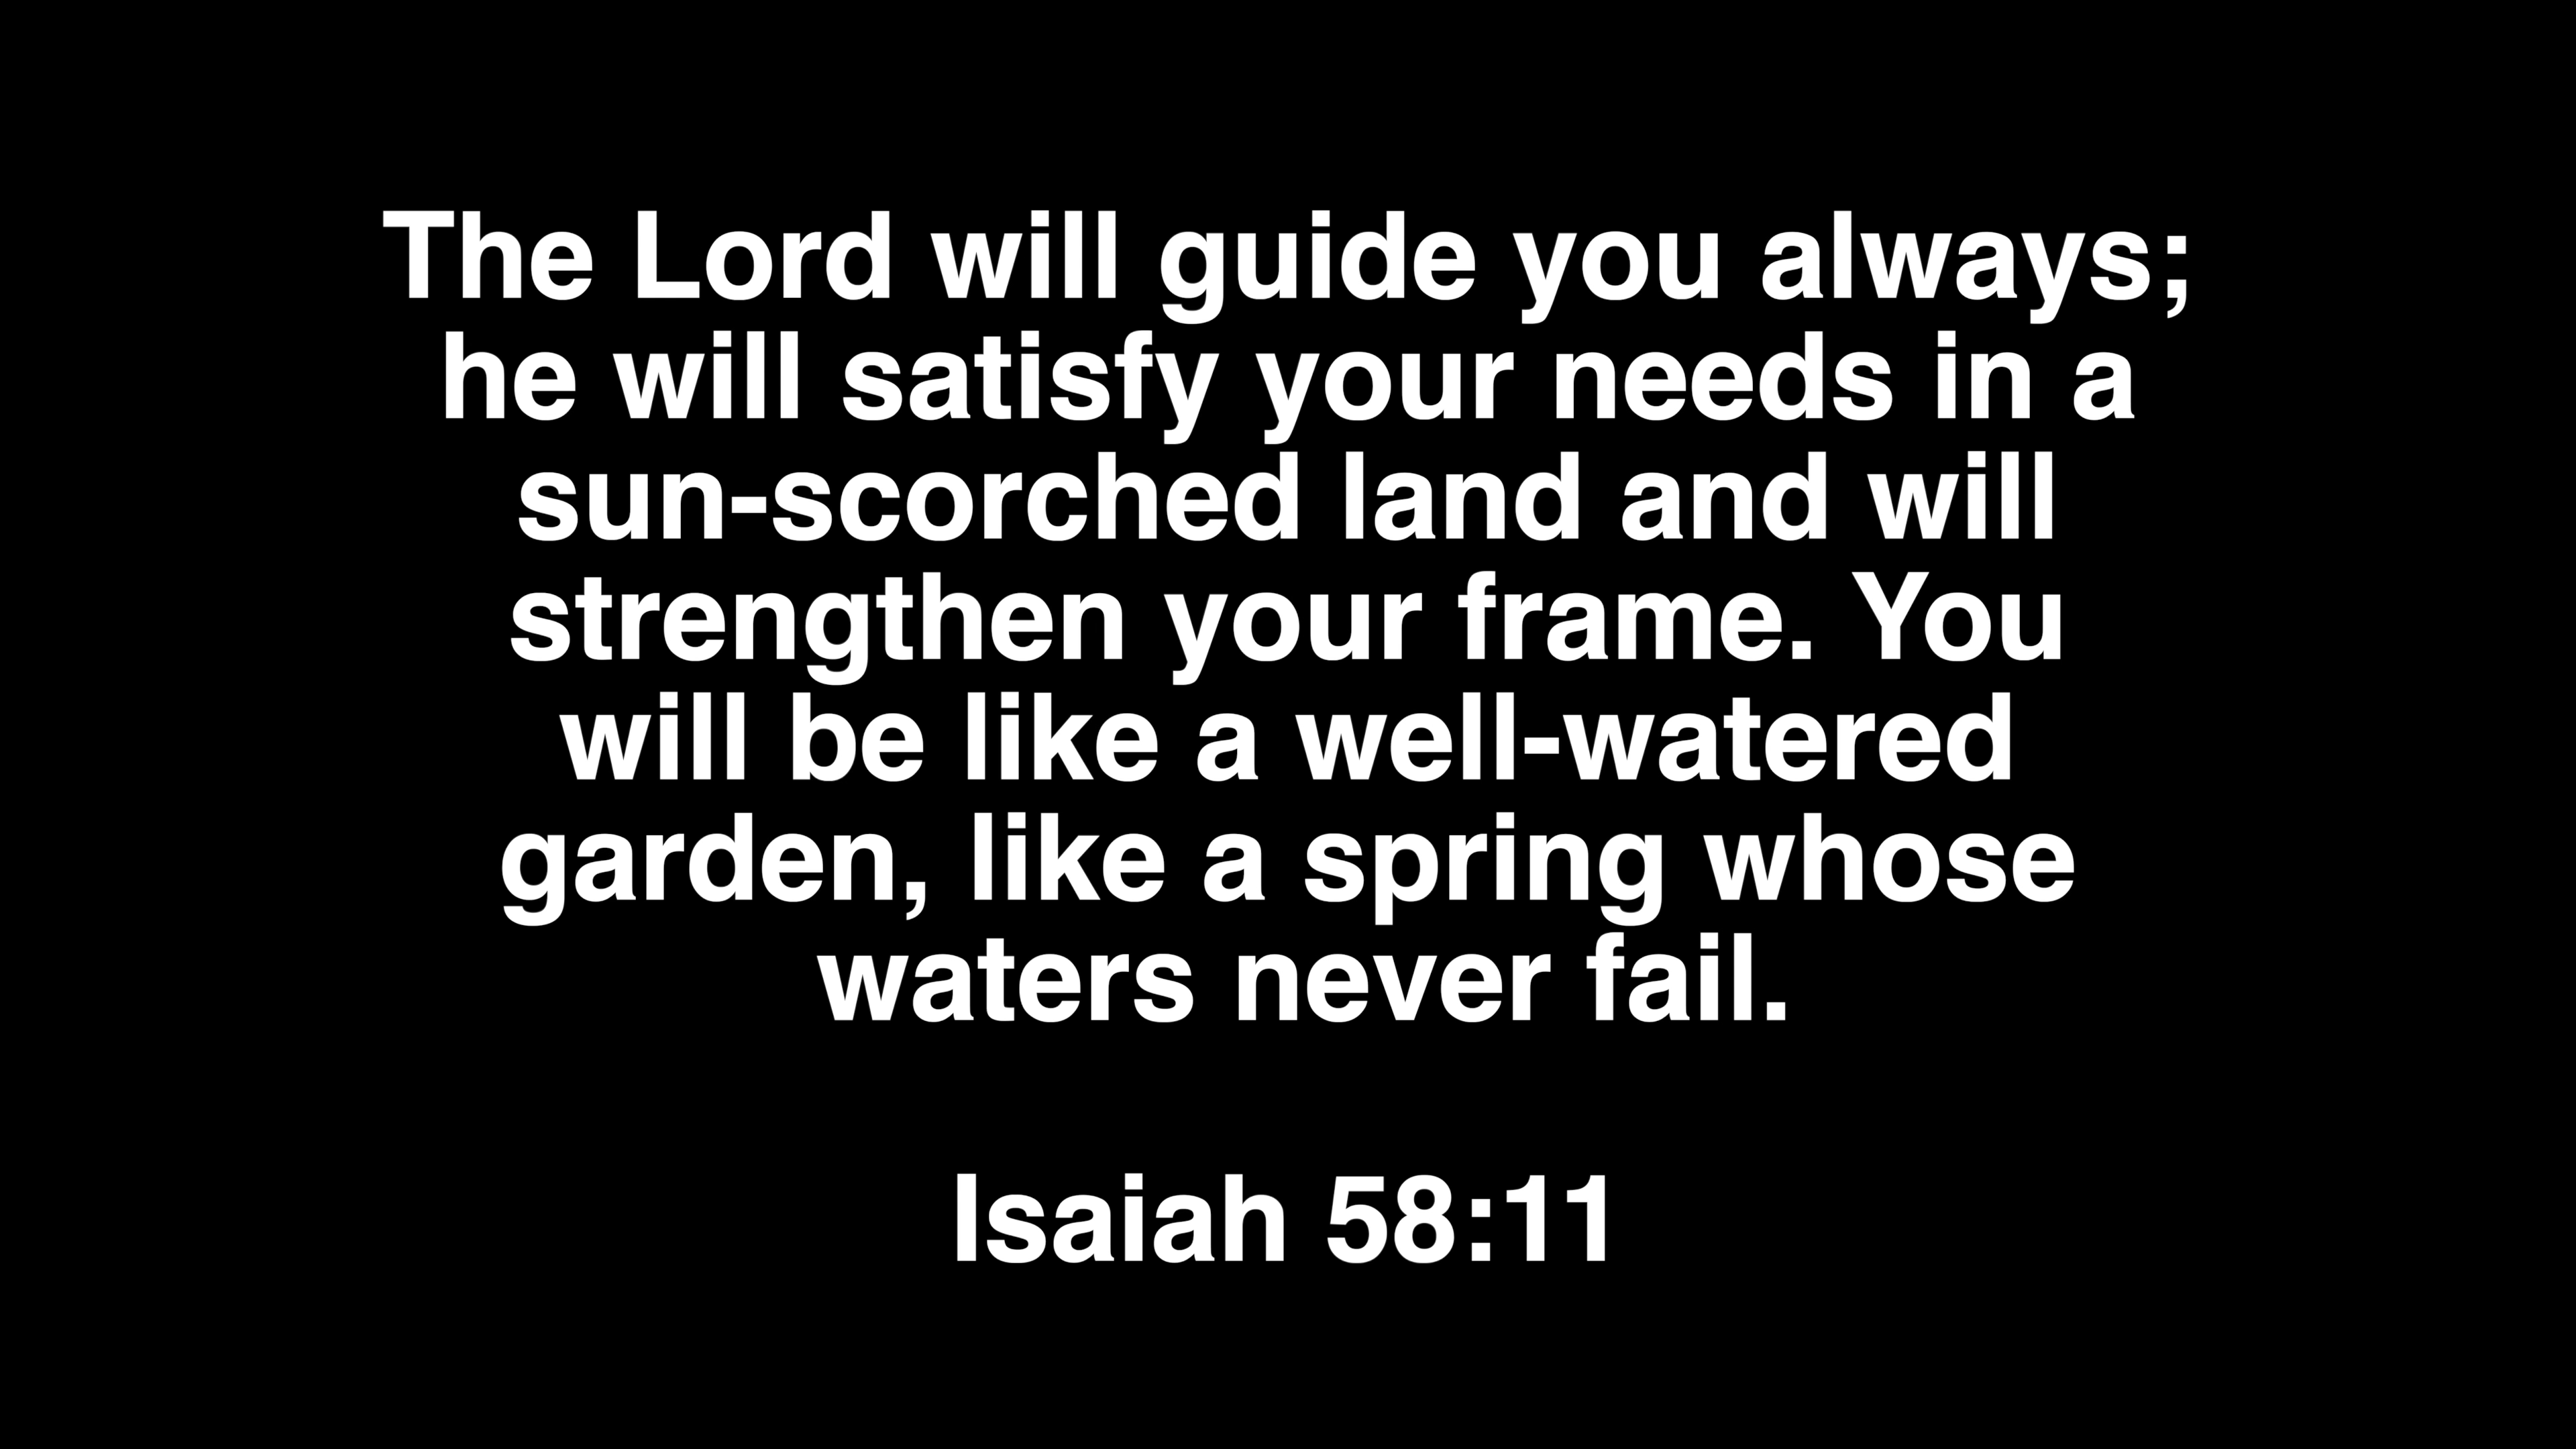 The Lord will guide you always;
he will satisfy your needs in a
sun-scorched land and will
strengthen your frame. You
will be like a well-watered
garden, like a spring whose
waters never fail.
Isaiah 58:11